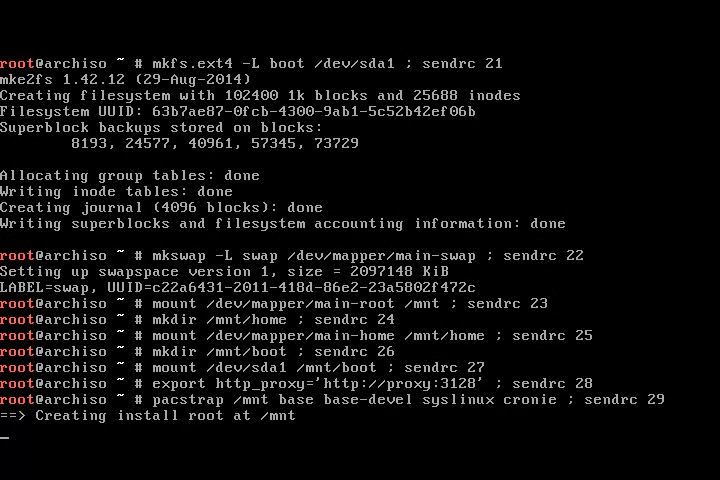 root@archiso ~ # mkfs.ext4 -L boot /dev/sda1 ; sendrc 21
mke2fs 1.42.12 (29-Aug-2014)
Creating filesystem with 102400 1k blocks and 25688 inodes
Filesystem UUID: 63b7ae87-0fcb-4300-9ab1-5c52b42ef06b
Superblock backups stored on blocks:
        8193, 24577, 40961, 57345, 73729
Allocating group tables: done
Writing inode tables: done
Creating journal (4096 blocks): done
Writing superblocks and filesystem accounting information: done
root@archiso ~ # mkswap -L swap /dev/mapper/main-swap ; sendrc 22
Setting up swapspace version 1, size = 2097148 KiB
LABEL=swap, UUID=c22a6431-2011-418d-86e2-23a5802f472c
root@archiso ~ # mount /dev/mapper/main-root /mnt ; sendrc 23
root@archiso ~ # mkdir /mnt/home ; sendrc 24
root@archiso ~ # mount /dev/mapper/main-home /mnt/home ; sendrc 25
root@archiso ~ # mkdir /mnt/boot ; sendrc 26
root@archiso ~ # mount /dev/sda1 /mnt/boot ; sendrc 27
root@archiso ~ # export http_proxy='http://proxy:3128' ; sendrc 28
root@archiso ~ # pacstrap /mnt base base-devel syslinux cronie ; sendrc 29
==> Creating install root at /mnt